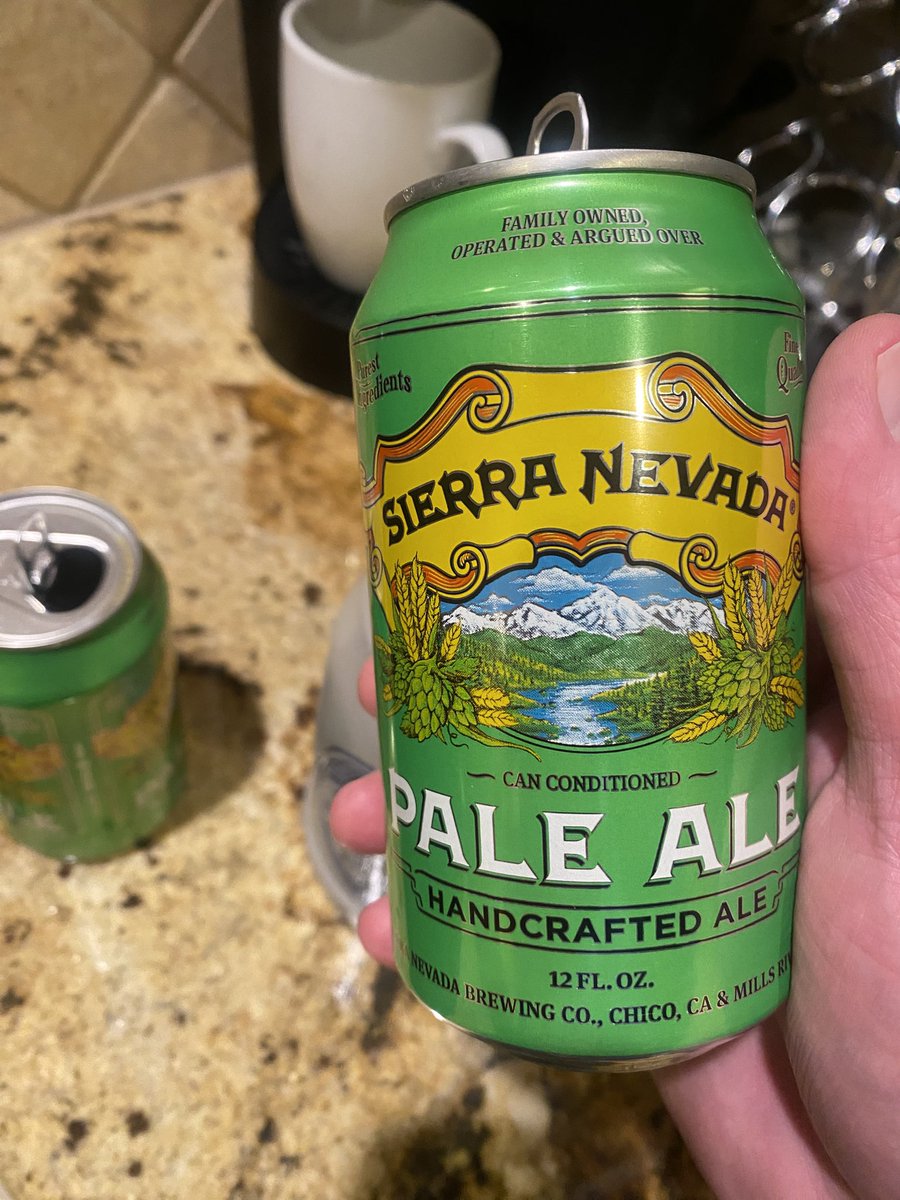 FAMILY OWNED,
OPERATED & ARGUED OVER
Fine
SIERRA NEVADA®
CAN CONDITIONED
PALE ALE
HANDCRAFTED ALE
12 FL. OZ.
NEVADA BREWING CO., CHICO, CA & MILLS